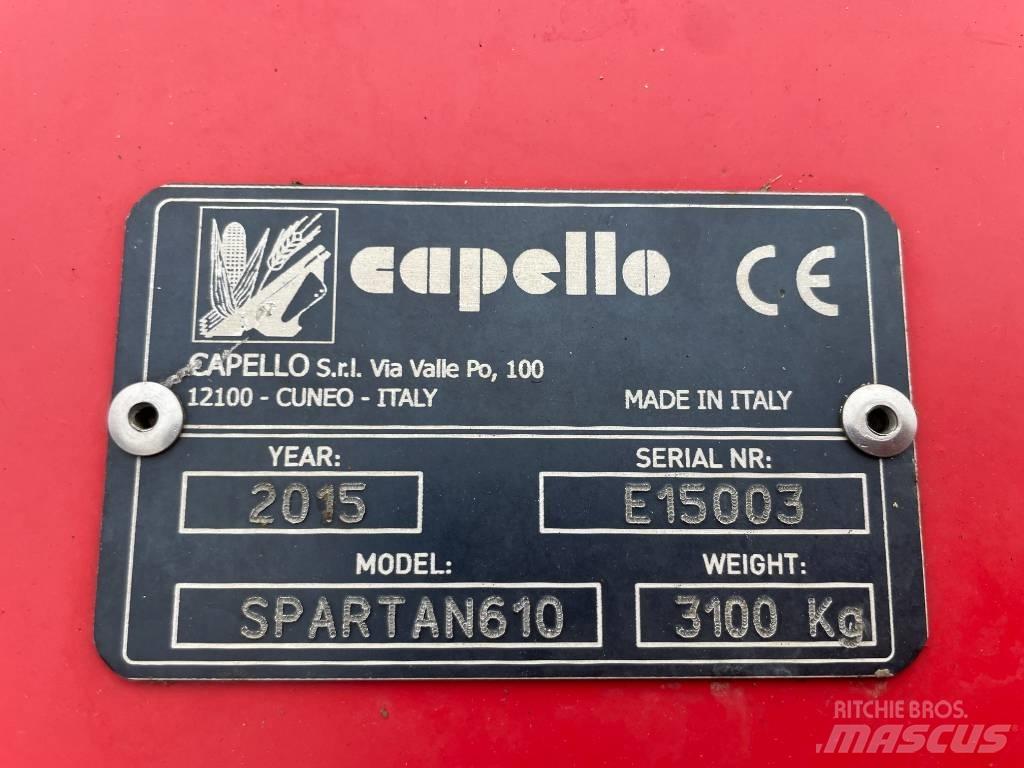 capello CE
CAPELLO S.r.l. Via Valle Po, 100
12100 - CUNEO - ITALY MADE IN ITALY
YEAR: SERIAL NR:
2015 E15003
MODEL: WEIGHT:
SPARTAN610 3100 Kg
RITCHIE BROS.
MASCUS